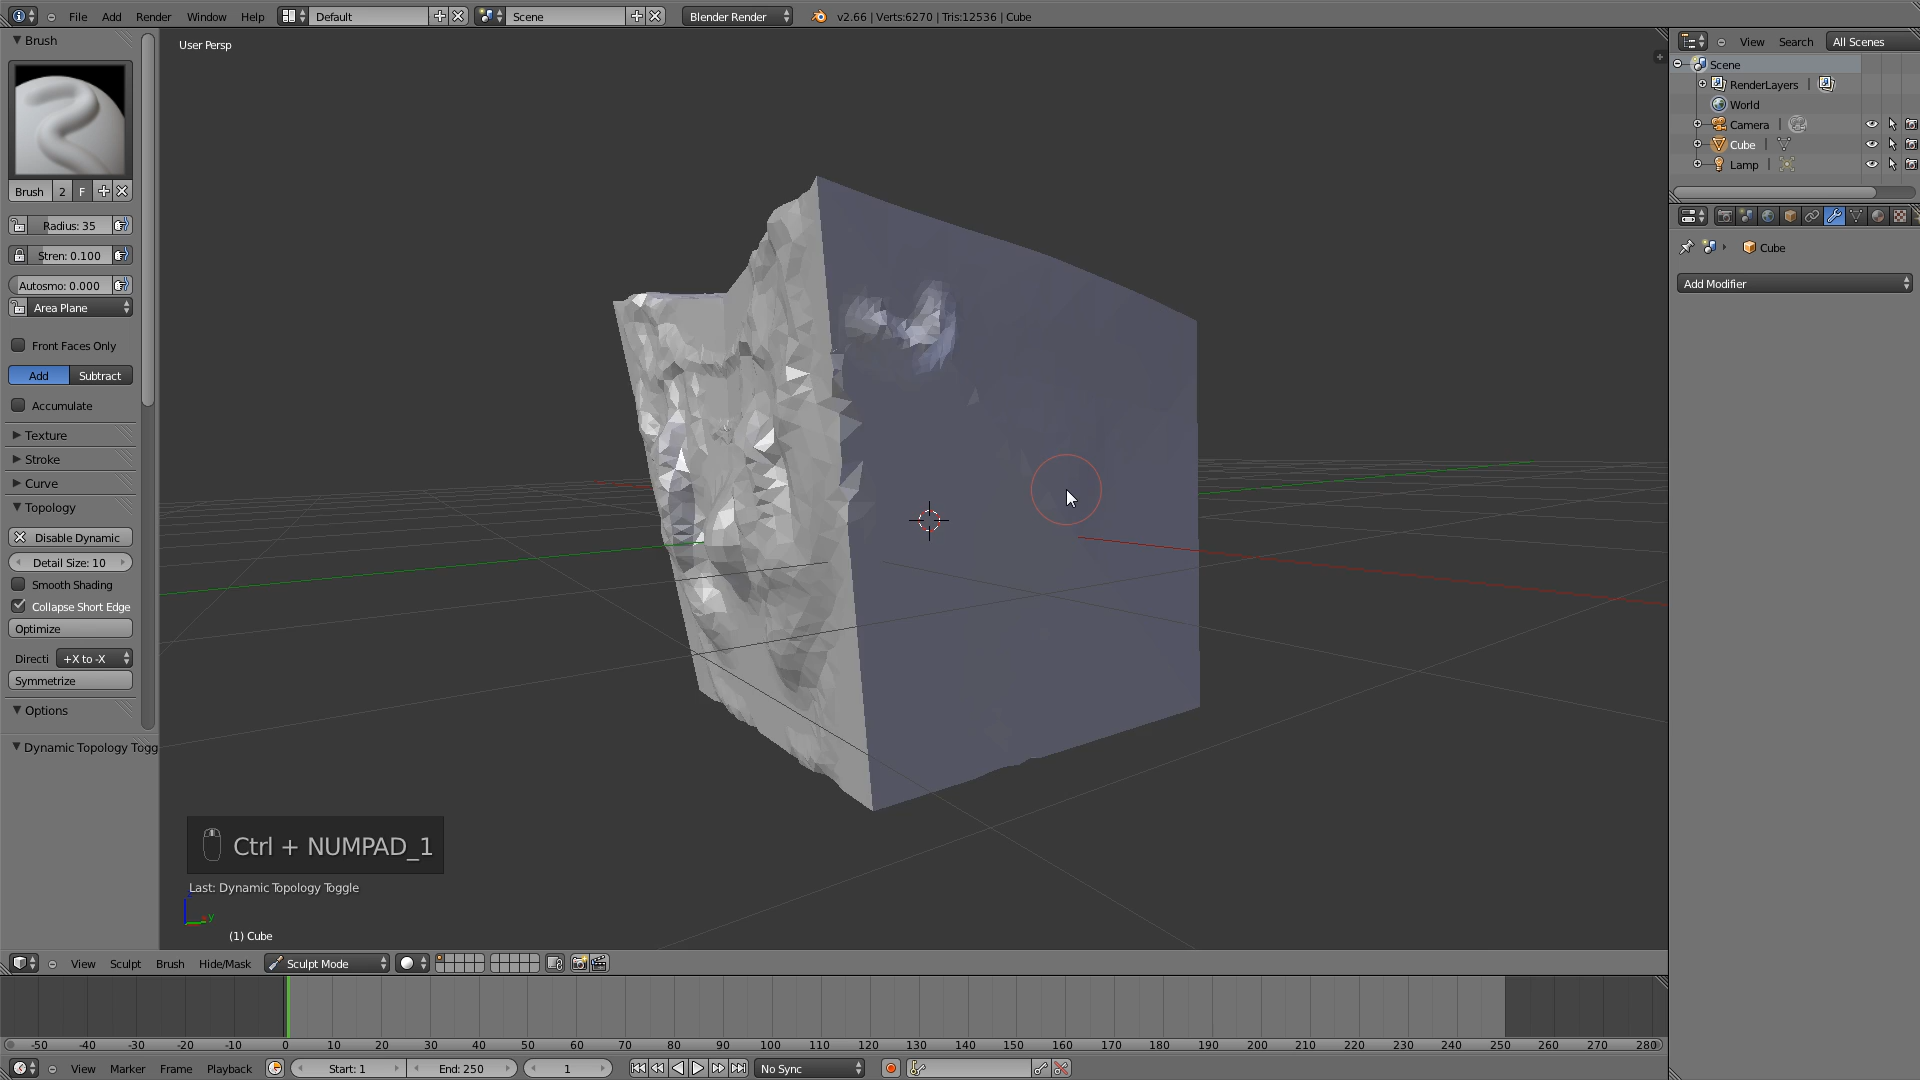 File Add Render Window Help Default Scene Blender Render v2.66 | Verts:6270 | Tris:12536 | Cube
Brush
User Persp
View Search All Scenes
Scene
RenderLayers |
World
Camera |
Cube |
Lamp |
Brush 2 F
Radius: 35
Stren: 0.100
Autosmo: 0.000
Area Plane
Cube
Add Modifier
Front Faces Only
Add Subtract
Accumulate
Texture
Stroke
Curve
Topology
Disable Dynamic
Detail Size: 10
Smooth Shading
Collapse Short Edge
Optimize
Directi +X to -X
Symmetrize
Options
Dynamic Topology Togg
Ctrl + NUMPAD_1
Last: Dynamic Topology Toggle
y
(1) Cube
View Sculpt Brush Hide/Mask Sculpt Mode
-50 -40 -30 -20 -10 0 10 20 30 40 50 60 70 80 90 100 110 120 130 140 150 160 170 180 190 200 210 220 230 240 250 260 270 280
View Marker Frame Playback Start: 1 End: 250 1 No Sync